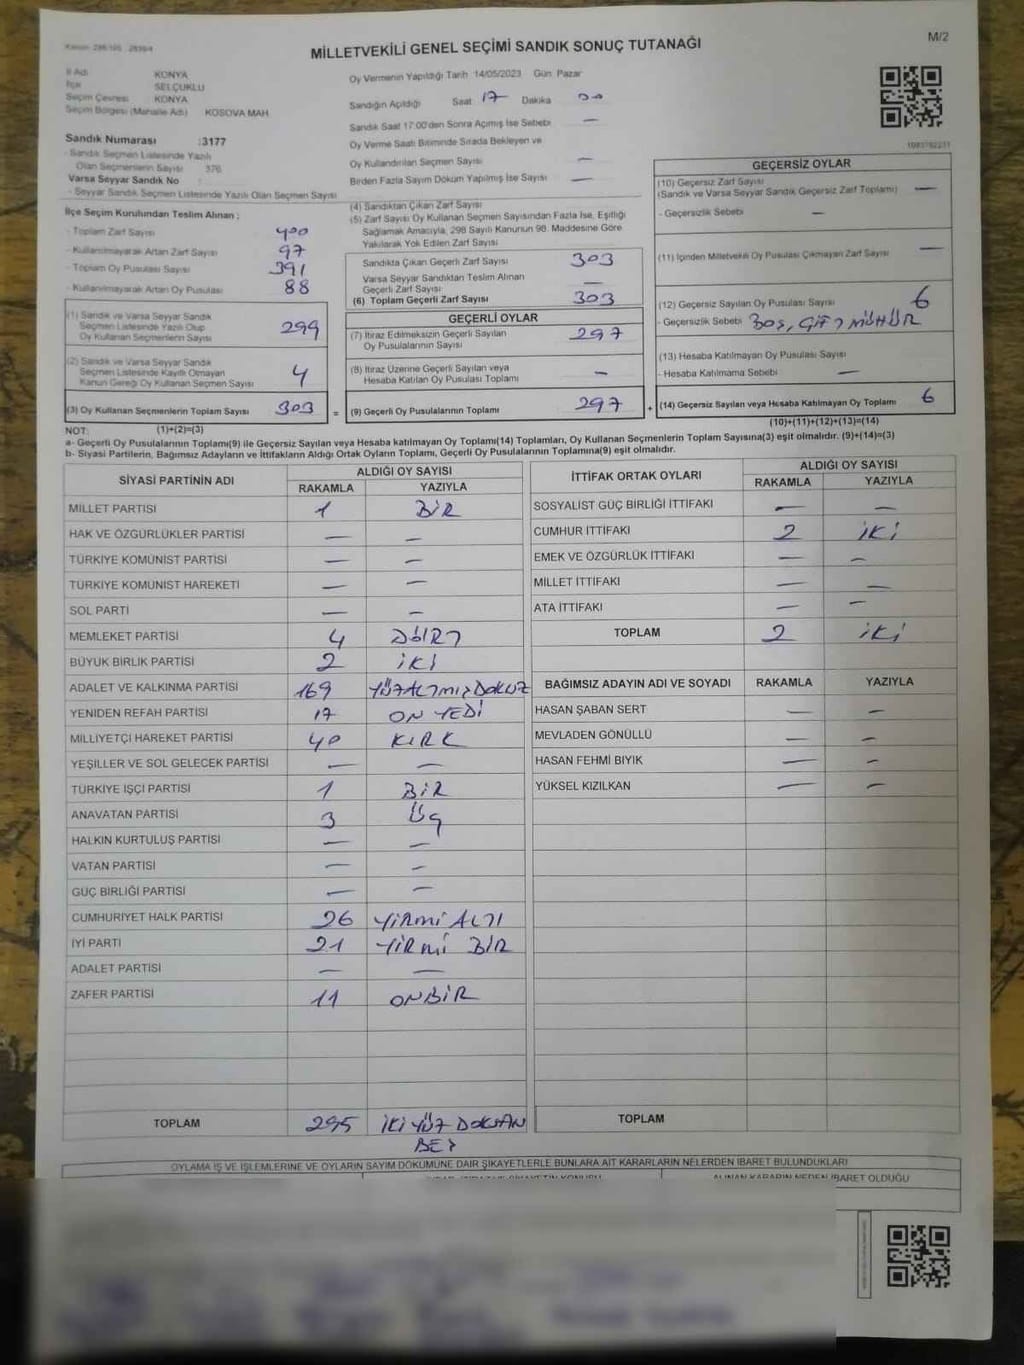 Kanun 298/105 2839/4
MİLLETVEKİLİ GENEL SEÇİMİ SANDIK SONUÇ TUTANAĞI
M/2
İl Adı KONYA
İlçe SELÇUKLU
Seçim Çevresi KONYA
Seçim Bölgesi (Mahalle Adı) KOSOVA MAH
Sandık Numarası :3177
- Sandık Seçmen Listesinde Yazılı
Olan Seçmenlerin Sayısı 376
Varsa Seyyar Sandık No
- Seyyar Sandık Seçmen Listesinde Yazılı Olan Seçmen Sayısı
Oy Vermenin Yapıldığı Tarih 14/05/2023 Gün Pazar
Sandığın Açıldığı Saat 17 Dakika 00
Sandık Saat 17:00'den Sonra Açılmış İse Sebebi —
Oy Verme Saati Bitiminde Sırada Bekleyen ve
Oy Kullandırılan Seçmen Sayısı —
Birden Fazla Sayım Döküm Yapılmış İse Sayısı —
İlçe Seçim Kurulundan Teslim Alınan ;
- Toplam Zarf Sayısı 400
- Kullanılmayarak Artan Zarf Sayısı 97
- Toplam Oy Pusulası Sayısı 391
- Kullanılmayarak Artan Oy Pusulası 88
(1) Sandık ve Varsa Seyyar Sandık
Seçmen Listesinde Yazılı Olup
Oy Kullanan Seçmenlerin Sayısı 299
(2) Sandık ve Varsa Seyyar Sandık
Seçmen Listesinde Kayıtlı Olmayan
Kanun Gereği Oy Kullanan Seçmen Sayısı 4
(3) Oy Kullanan Seçmenlerin Toplam Sayısı 303 =
(4) Sandıktan Çıkan Zarf Sayısı
(5) Zarf Sayısı Oy Kullanan Seçmen Sayısından Fazla İse, Eşitliği
Sağlamak Amacıyla, 298 Sayılı Kanunun 98. Maddesine Göre
Yakılarak Yok Edilen Zarf Sayısı
Sandıkta Çıkan Geçerli Zarf Sayısı 303
Varsa Seyyar Sandıktan Teslim Alınan
Geçerli Zarf Sayısı —
(6) Toplam Geçerli Zarf Sayısı 303
GEÇERLİ OYLAR
(7) İtiraz Edilmeksizin Geçerli Sayılan
Oy Pusulalarının Sayısı 297
(8) İtiraz Üzerine Geçerli Sayılan veya
Hesaba Katılan Oy Pusulası Toplamı —
(9) Geçerli Oy Pusulalarının Toplamı 297 +
GEÇERSİZ OYLAR
(10) Geçersiz Zarf Sayısı
(Sandık ve Varsa Seyyar Sandık Geçersiz Zarf Toplamı) —
- Geçersizlik Sebebi —
(11) İçinden Milletvekili Oy Pusulası Çıkmayan Zarf Sayısı —
(12) Geçersiz Sayılan Oy Pusulası Sayısı 6
- Geçersizlik Sebebi BOŞ, ÇİFT MÜHÜR
(13) Hesaba Katılmayan Oy Pusulası Sayısı
- Hesaba Katılmama Sebebi —
(14) Geçersiz Sayılan veya Hesaba Katılmayan Oy Toplamı 6
NOT: (1)+(2)=(3)
(10)+(11)+(12)+(13)=(14)
a- Geçerli Oy Pusulalarının Toplamı(9) ile Geçersiz Sayılan veya Hesaba katılmayan Oy Toplamı(14) Toplamları, Oy Kullanan Seçmenlerin Toplam Sayısına(3) eşit olmalıdır. (9)+(14)=(3)
b- Siyasi Partilerin, Bağımsız Adayların ve İttifakların Aldığı Ortak Oyların Toplamı, Geçerli Oy Pusulalarının Toplamına(9) eşit olmalıdır.
SİYASİ PARTİNİN ADI ALDIĞI OY SAYISI
RAKAMLA YAZIYLA
MİLLET PARTİSİ 1 BİR
HAK VE ÖZGÜRLÜKLER PARTİSİ — —
TÜRKİYE KOMÜNİST PARTİSİ — —
TÜRKİYE KOMÜNİST HAREKETİ — —
SOL PARTİ — —
MEMLEKET PARTİSİ 4 DÖRT
BÜYÜK BİRLİK PARTİSİ 2 İKİ
ADALET VE KALKINMA PARTİSİ 169 YÜZALTMIŞDOKUZ
YENİDEN REFAH PARTİSİ 17 ON YEDİ
MİLLİYETÇİ HAREKET PARTİSİ 40 KIRK
YEŞİLLER VE SOL GELECEK PARTİSİ — —
TÜRKİYE İŞÇİ PARTİSİ 1 BİR
ANAVATAN PARTİSİ 3 ÜÇ
HALKIN KURTULUŞ PARTİSİ — —
VATAN PARTİSİ — —
GÜÇ BİRLİĞİ PARTİSİ — —
CUMHURİYET HALK PARTİSİ 26 YİRMİ ALTI
İYİ PARTİ 21 YİRMİ BİR
ADALET PARTİSİ — —
ZAFER PARTİSİ 11 ONBİR
TOPLAM 295 İKİ YÜZ DOKSAN
BEŞ
İTTİFAK ORTAK OYLARI ALDIĞI OY SAYISI
RAKAMLA YAZIYLA
SOSYALİST GÜÇ BİRLİĞİ İTTİFAKI — —
CUMHUR İTTİFAKI 2 İKİ
EMEK VE ÖZGÜRLÜK İTTİFAKI — —
MİLLET İTTİFAKI — —
ATA İTTİFAKI — —
TOPLAM 2 İKİ
BAĞIMSIZ ADAYIN ADI VE SOYADI RAKAMLA YAZIYLA
HASAN ŞABAN SERT — —
MEVLADEN GÖNÜLLÜ — —
HASAN FEHMİ BIYIK — —
YÜKSEL KIZILKAN — —
TOPLAM
OYLAMA İŞ VE İŞLEMLERİNE VE OYLARIN SAYIM DÖKÜMÜNE DAİR ŞİKAYETLERLE BUNLARA AİT KARARLARIN NELERDEN İBARET BULUNDUKLARI
ALINAN KARARIN NEDEN İBARET OLDUĞU